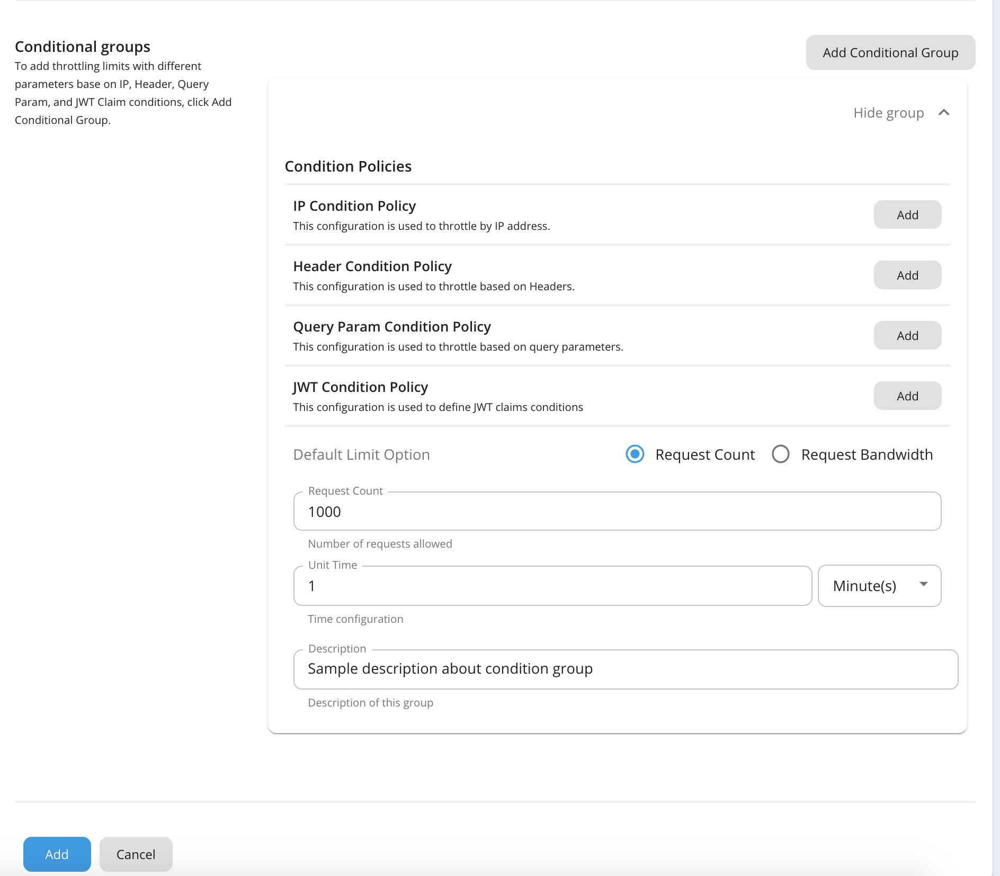 Conditional groups
To add throttling limits with different
parameters base on IP, Header, Query
Param, and JWT Claim conditions, click Add
Conditional Group.
Add Conditional Group
Hide group
Condition Policies
IP Condition Policy
This configuration is used to throttle by IP address.
Add
Header Condition Policy
This configuration is used to throttle based on Headers.
Add
Query Param Condition Policy
This configuration is used to throttle based on query parameters.
Add
JWT Condition Policy
This configuration is used to define JWT claims conditions
Add
Default Limit Option
Request Count
Request Bandwidth
Request Count
1000
Number of requests allowed
Unit Time
1
Minute(s)
Time configuration
Description
Sample description about condition group
Description of this group
Add
Cancel